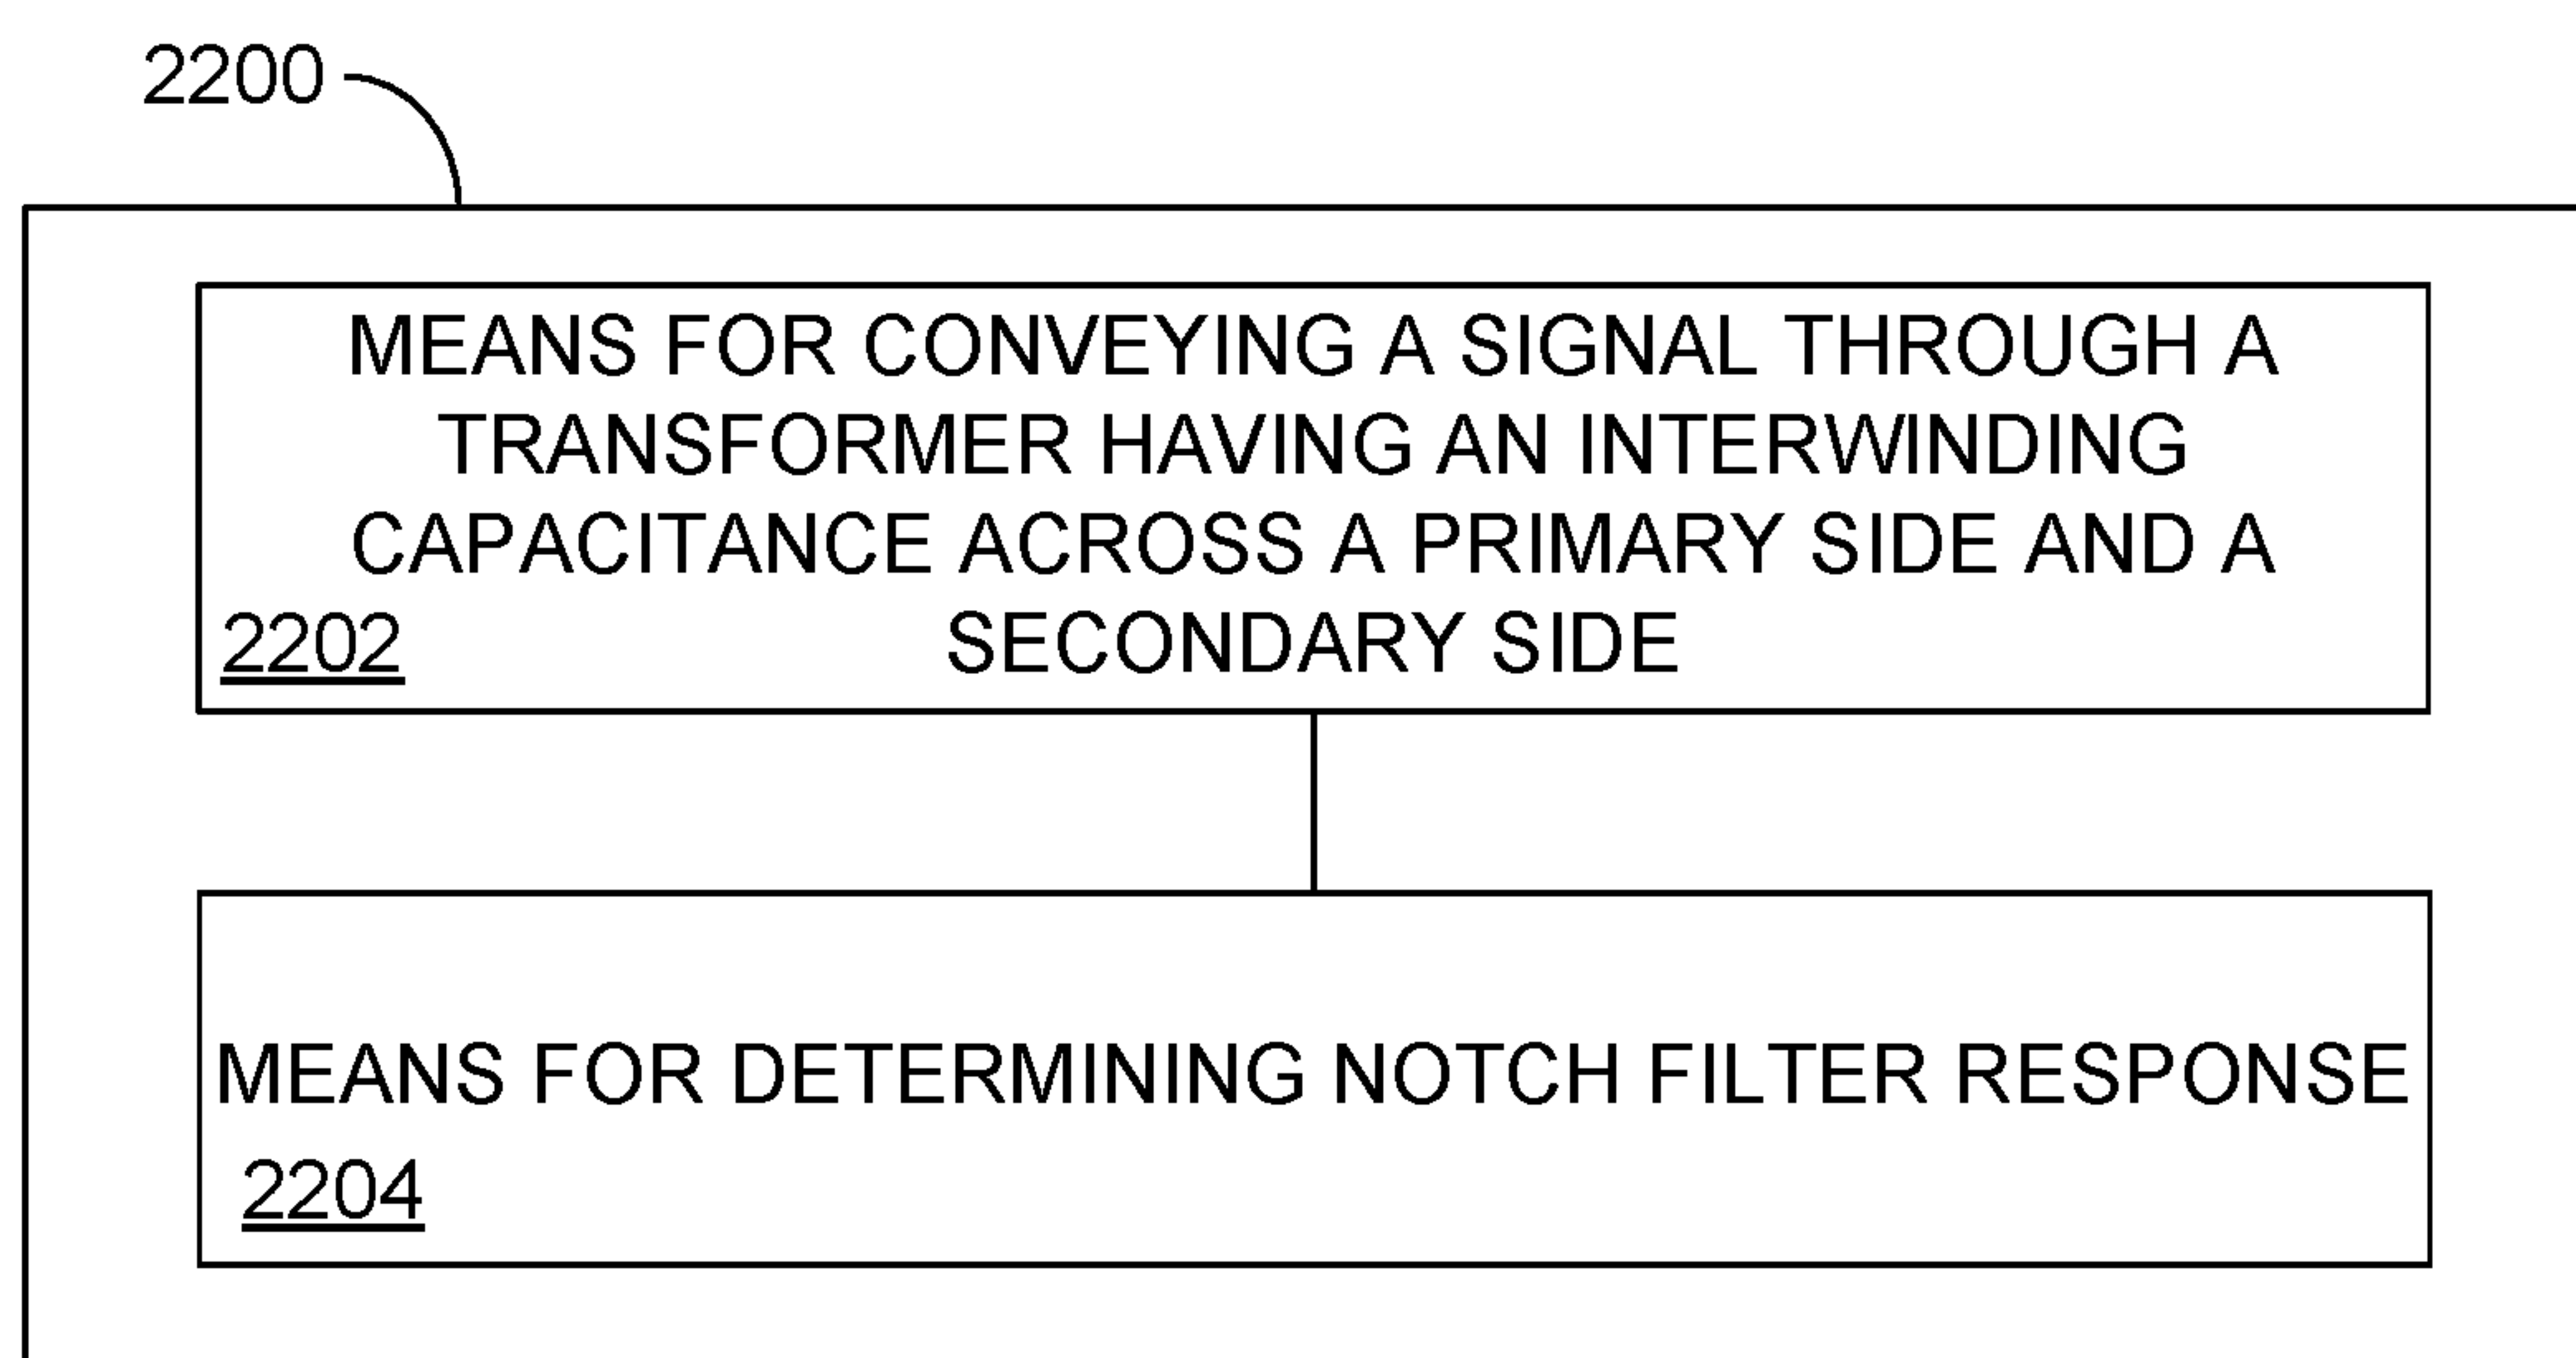 2200
MEANS FOR CONVEYING A SIGNAL THROUGH A
TRANSFORMER HAVING AN INTERWINDING
CAPACITANCE ACROSS A PRIMARY SIDE AND A
SECONDARY SIDE
2202
MEANS FOR DETERMINING NOTCH FILTER RESPONSE
2204